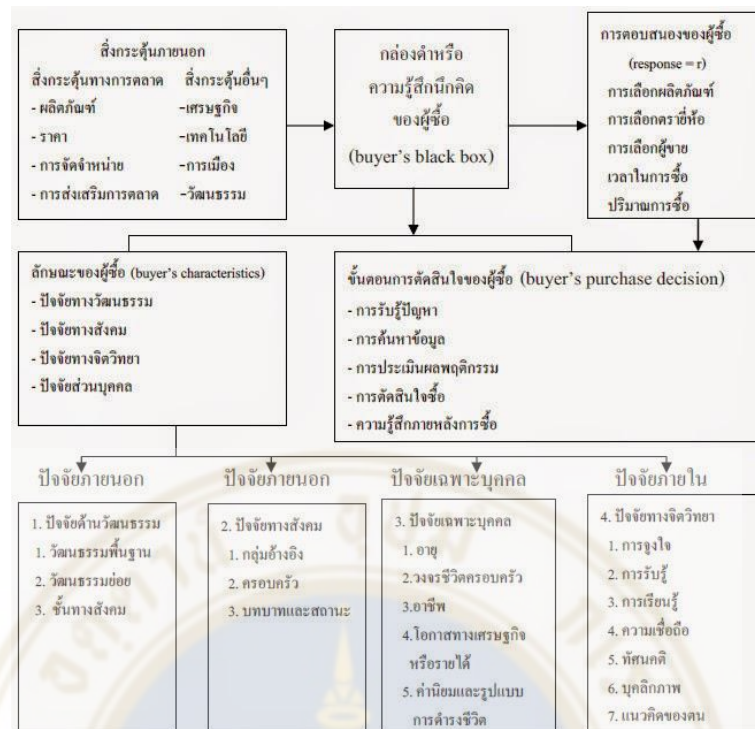 สิ่งกระตุ้นภายนอก
สิ่งกระตุ้นทางการตลาด สิ่งกระตุ้นอื่นๆ
- ผลิตภัณฑ์ -เศรษฐกิจ
- ราคา -เทคโนโลยี
- การจัดจำหน่าย -การเมือง
- การส่งเสริมการตลาด -วัฒนธรรม
กล่องดำหรือ
ความรู้สึกนึกคิด
ของผู้ซื้อ
(buyer's black box)
การตอบสนองของผู้ซื้อ
(response = r)
การเลือกผลิตภัณฑ์
การเลือกตรายี่ห้อ
การเลือกผู้ขาย
เวลาในการซื้อ
ปริมาณการซื้อ
ลักษณะของผู้ซื้อ (buyer's characteristics)
- ปัจจัยทางวัฒนธรรม
- ปัจจัยทางสังคม
- ปัจจัยทางจิตวิทยา
- ปัจจัยส่วนบุคคล
ขั้นตอนการตัดสินใจของผู้ซื้อ (buyer's purchase decision)
- การรับรู้ปัญหา
- การค้นหาข้อมูล
- การประเมินผลพฤติกรรม
- การตัดสินใจซื้อ
- ความรู้สึกภายหลังการซื้อ
ปัจจัยภายนอก
1. ปัจจัยด้านวัฒนธรรม
1. วัฒนธรรมพื้นฐาน
2. วัฒนธรรมย่อย
3. ชั้นทางสังคม
ปัจจัยภายนอก
2. ปัจจัยทางสังคม
1. กลุ่มอ้างอิง
2. ครอบครัว
3. บทบาทและสถานะ
ปัจจัยเฉพาะบุคคล
3. ปัจจัยเฉพาะบุคคล
1. อายุ
2.วงจรชีวิตครอบครัว
3.อาชีพ
4.โอกาสทางเศรษฐกิจ
หรือรายได้
5. ค่านิยมและรูปแบบ
การดำรงชีวิต
ปัจจัยภายใน
4. ปัจจัยทางจิตวิทยา
1. การจูงใจ
2. การรับรู้
3. การเรียนรู้
4. ความเชื่อถือ
5. ทัศนคติ
6. บุคลิกภาพ
7. แนวคิดของตน